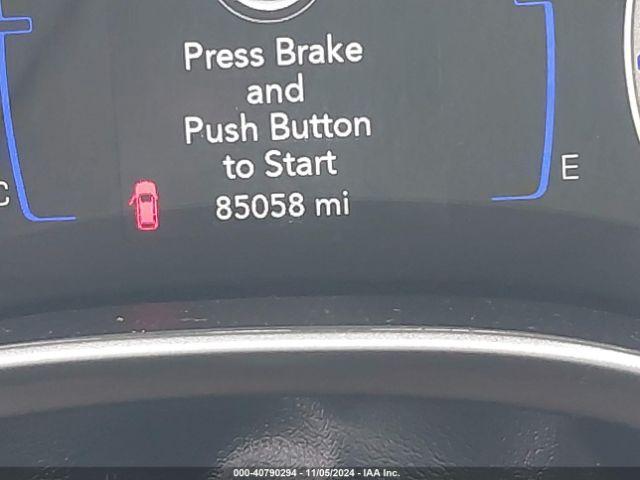 Press Brake
and
Push Button
to Start
85058 mi
C
E
000-40790294 - 11/05/2024 - IAA Inc.